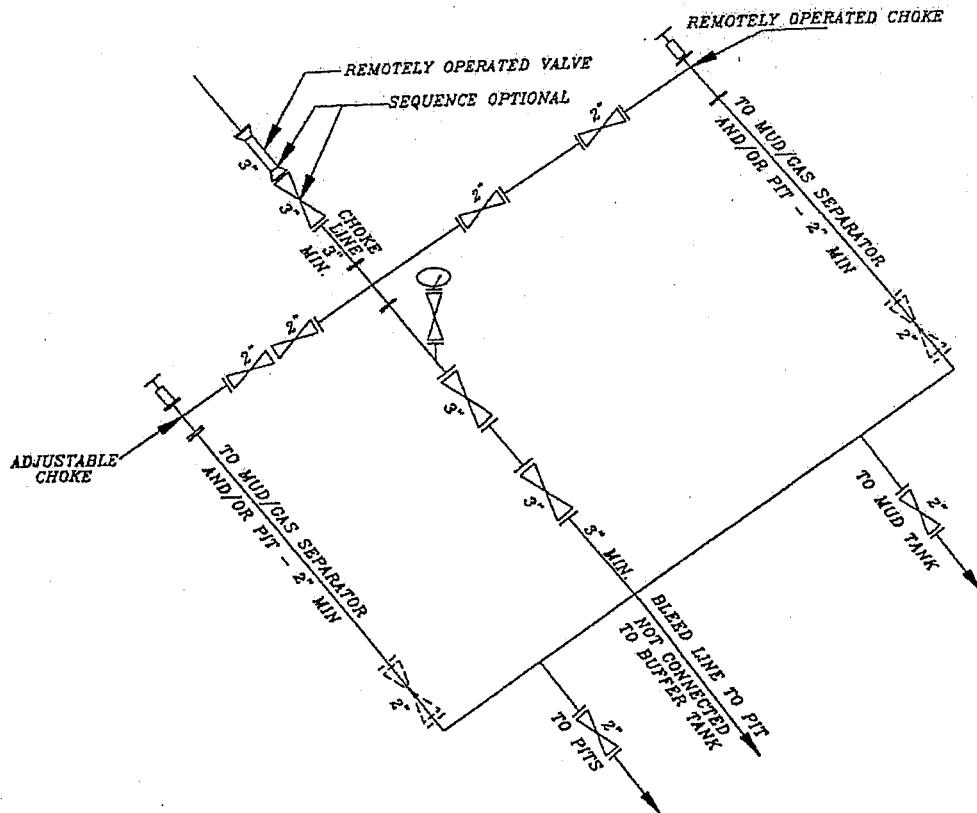 REMOTELY OPERATED CHOKE
REMOTELY OPERATED VALVE
SEQUENCE OPTIONAL
3"
3"
CHOKE
LINE
3"
MIN.
2"
2"
TO MUD/GAS SEPARATOR
AND/OR PIT - 2" MIN
2"
2"
2"
ADJUSTABLE
CHOKE
TO MUD/GAS SEPARATOR
AND/OR PIT - 2" MIN
2"
3"
3"
3" MIN.
BLEED LINE TO PIT
NOT CONNECTED
TO BUFFER TANK
2"
TO MUD TANK
2"
TO PITS